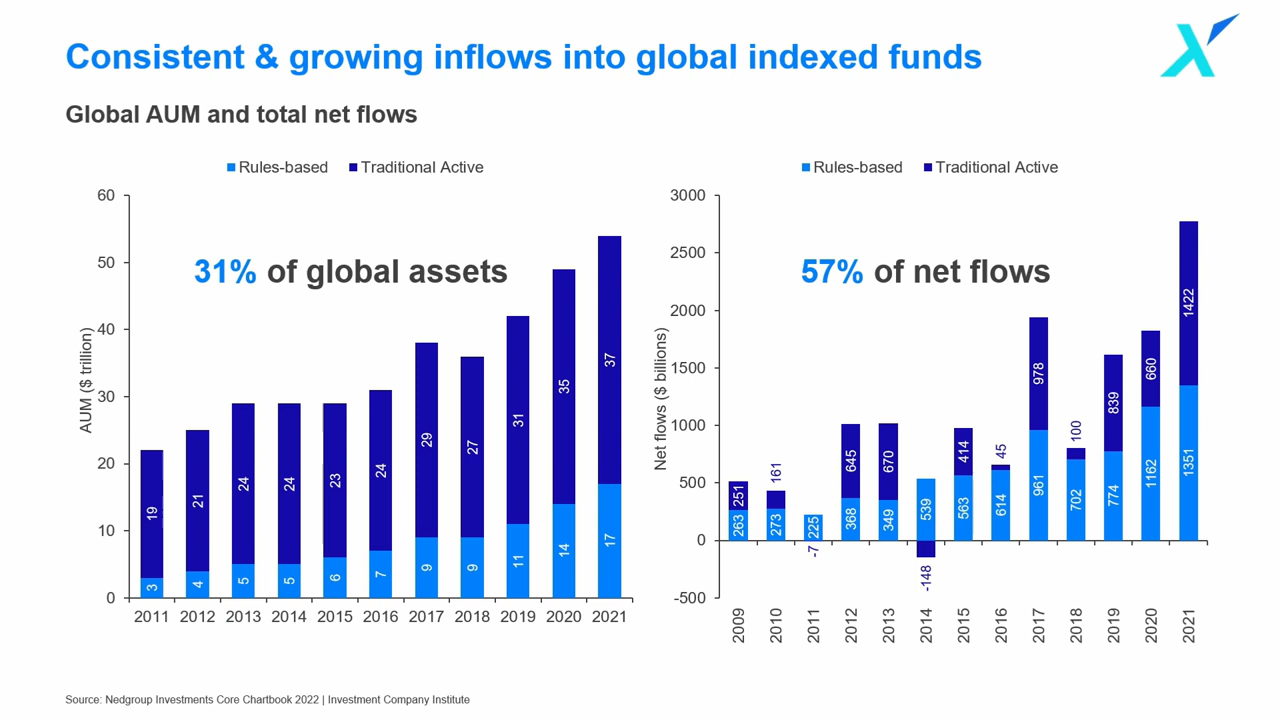 Consistent & growing inflows into global indexed funds
Global AUM and total net flows
Rules-based Traditional Active
AUM ($ trillion)
60
50
40
30
20
10
0
31% of global assets
19 21 24 24 23 24 29 27 31 35 37
3 4 5 5 6 7 9 9 11 14 17
2011 2012 2013 2014 2015 2016 2017 2018 2019 2020 2021
Rules-based Traditional Active
Net flows ($ billions)
3000
2500
2000
1500
1000
500
0
-500
57% of net flows
251 161 -7 645 670 -148 414 45 978 100 839 660 1422
263 273 225 368 349 539 563 614 961 702 774 1162 1351
2009 2010 2011 2012 2013 2014 2015 2016 2017 2018 2019 2020 2021
Source: Nedgroup Investments Core Chartbook 2022 | Investment Company Institute